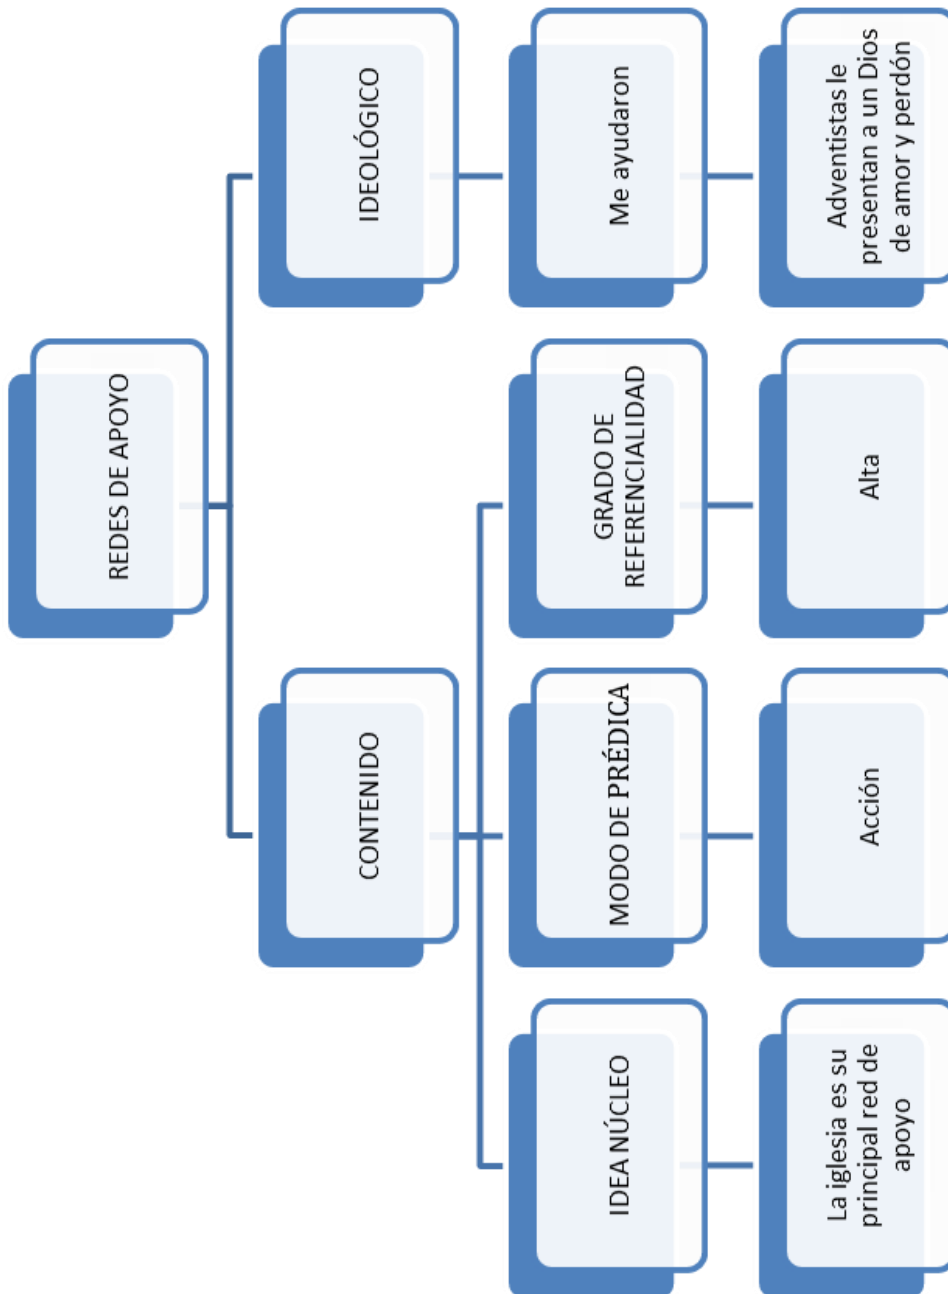 REDES DE APOYO
CONTENIDO
IDEOLÓGICO
IDEA NÚCLEO
MODO DE PRÉDICA
GRADO DE
REFERENCIALIDAD
Me ayudaron
La iglesia es su
principal red de
apoyo
Acción
Alta
Adventistas le
presentan a un Dios
de amor y perdón